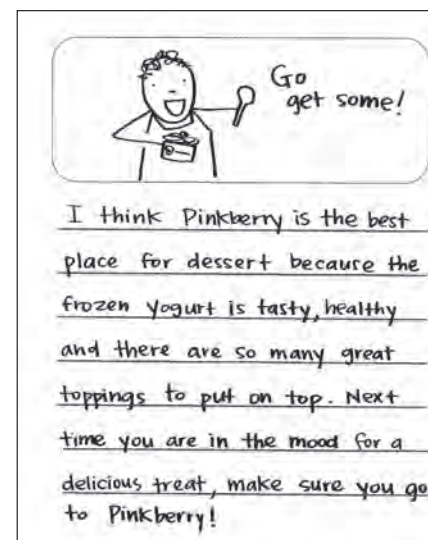 Go
get some!
I think Pinkberry is the best
place for dessert because the
frozen yogurt is tasty, healthy
and there are so many great
toppings to put on top. Next
time you are in the mood for a
delicious treat, make sure you go
to Pinkberry!